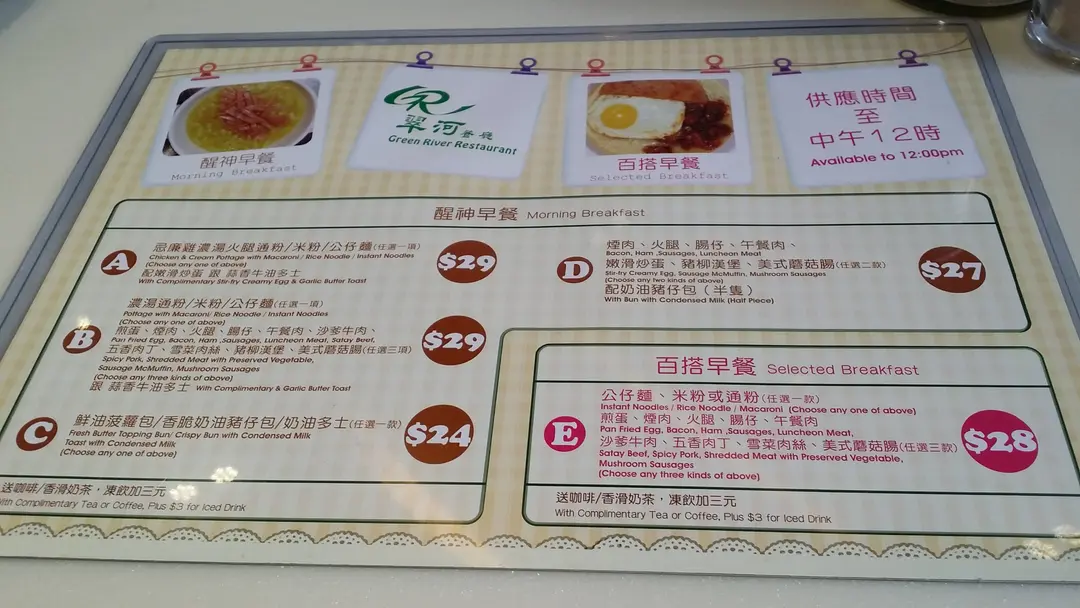 醒神早餐
Morning Breakfast
翠河餐廳
Green River Restaurant
百搭早餐
Selected Breakfast
供應時間
至
中午12時
Available to 12:00pm
醒神早餐 Morning Breakfast
A
忌廉雞濃湯火腿通粉/米粉/公仔麵(任選一項)
Chicken & Cream Pottage with Macaroni / Rice Noodle / Instant Noodles
(Choose any one of above)
配嫩滑炒蛋 跟 蒜香牛油多士
With Complimentary Stir-fry Creamy Egg & Garlic Butter Toast
$29
B
濃湯通粉/米粉/公仔麵(任選一項)
Pottage with Macaroni/ Rice Noodle / Instant Noodles
(Choose any one of above)
煎蛋、煙肉、火腿、腸仔、午餐肉、沙爹牛肉、
Pan Fried Egg, Bacon, Ham ,Sausages, Luncheon Meat, Satay Beef,
五香肉丁、雪菜肉絲、豬柳漢堡、美式蘑菇腸(任選三項)
Spicy Pork, Shredded Meat with Preserved Vegetable,
Sausage McMuffin, Mushroom Sausages
(Choose any three kinds of above)
跟 蒜香牛油多士 With Complimentary & Garlic Butter Toast
$29
C
鮮油菠蘿包/香脆奶油豬仔包/奶油多士(任選一款)
Fresh Butter Topping Bun/ Crispy Bun with Condensed Milk
Toast with Condensed Milk
(Choose any one of above)
$24
送咖啡/香滑奶茶，凍飲加三元
With Complimentary Tea or Coffee, Plus $3 for Iced Drink
D
煙肉、火腿、腸仔、午餐肉、
Bacon, Ham ,Sausages, Luncheon Meat
嫩滑炒蛋、豬柳漢堡、美式蘑菇腸(任選二款)
Stir-fry Creamy Egg, Sausage McMuffin, Mushroom Sausages
(Choose any two kinds of above)
配奶油豬仔包（半隻）
With Bun with Condensed Milk (Half Piece)
$27
百搭早餐 Selected Breakfast
E
公仔麵、米粉或通粉(任選一款)
Instant Noodles / Rice Noodle / Macaroni (Choose any one of above)
煎蛋、煙肉、火腿、腸仔、午餐肉
Pan Fried Egg, Bacon, Ham ,Sausages, Luncheon Meat,
沙爹牛肉、五香肉丁、雪菜肉絲、美式蘑菇腸(任選三款)
Satay Beef, Spicy Pork, Shredded Meat with Preserved Vegetable,
Mushroom Sausages
(Choose any three kinds of above)
$28
送咖啡/香滑奶茶，凍飲加三元
With Complimentary Tea or Coffee, Plus $3 for Iced Drink